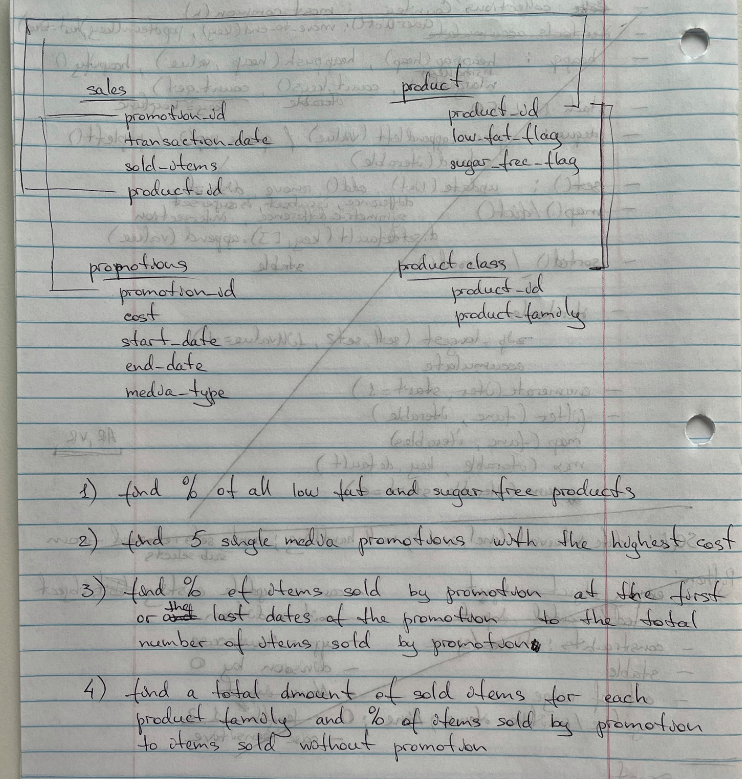 sales
promotion_id
transaction_date
sold_items
product_id
product
product_id
low_fat_flag
sugar_free_flag
promotions
promotion_id
cost
start_date
end_date
media_type
product class
product_id
product_family
1) find % of all low fat and sugar free products
2) find 5 single media promotions with the highest cost
3) find % of items sold by promotion at the first
or the last dates of the promotion to the total
number of items sold by promotion
4) find a total amount of sold items for each
product family and % of items sold by promotion
to items sold without promotion